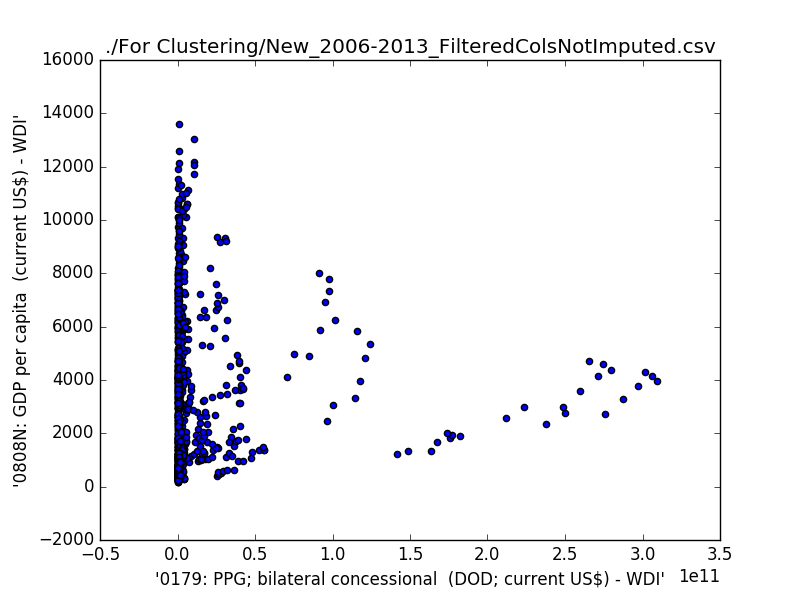 ./For Clustering/New_2006-2013_FilteredColsNotImputed.csv
16000
14000
12000
10000
8000
6000
4000
2000
0
−2000
'0808N: GDP per capita  (current US$) - WDI'
−0.5 0.0 0.5 1.0 1.5 2.0 2.5 3.0 3.5
1e11
'0179: PPG; bilateral concessional  (DOD; current US$) - WDI'